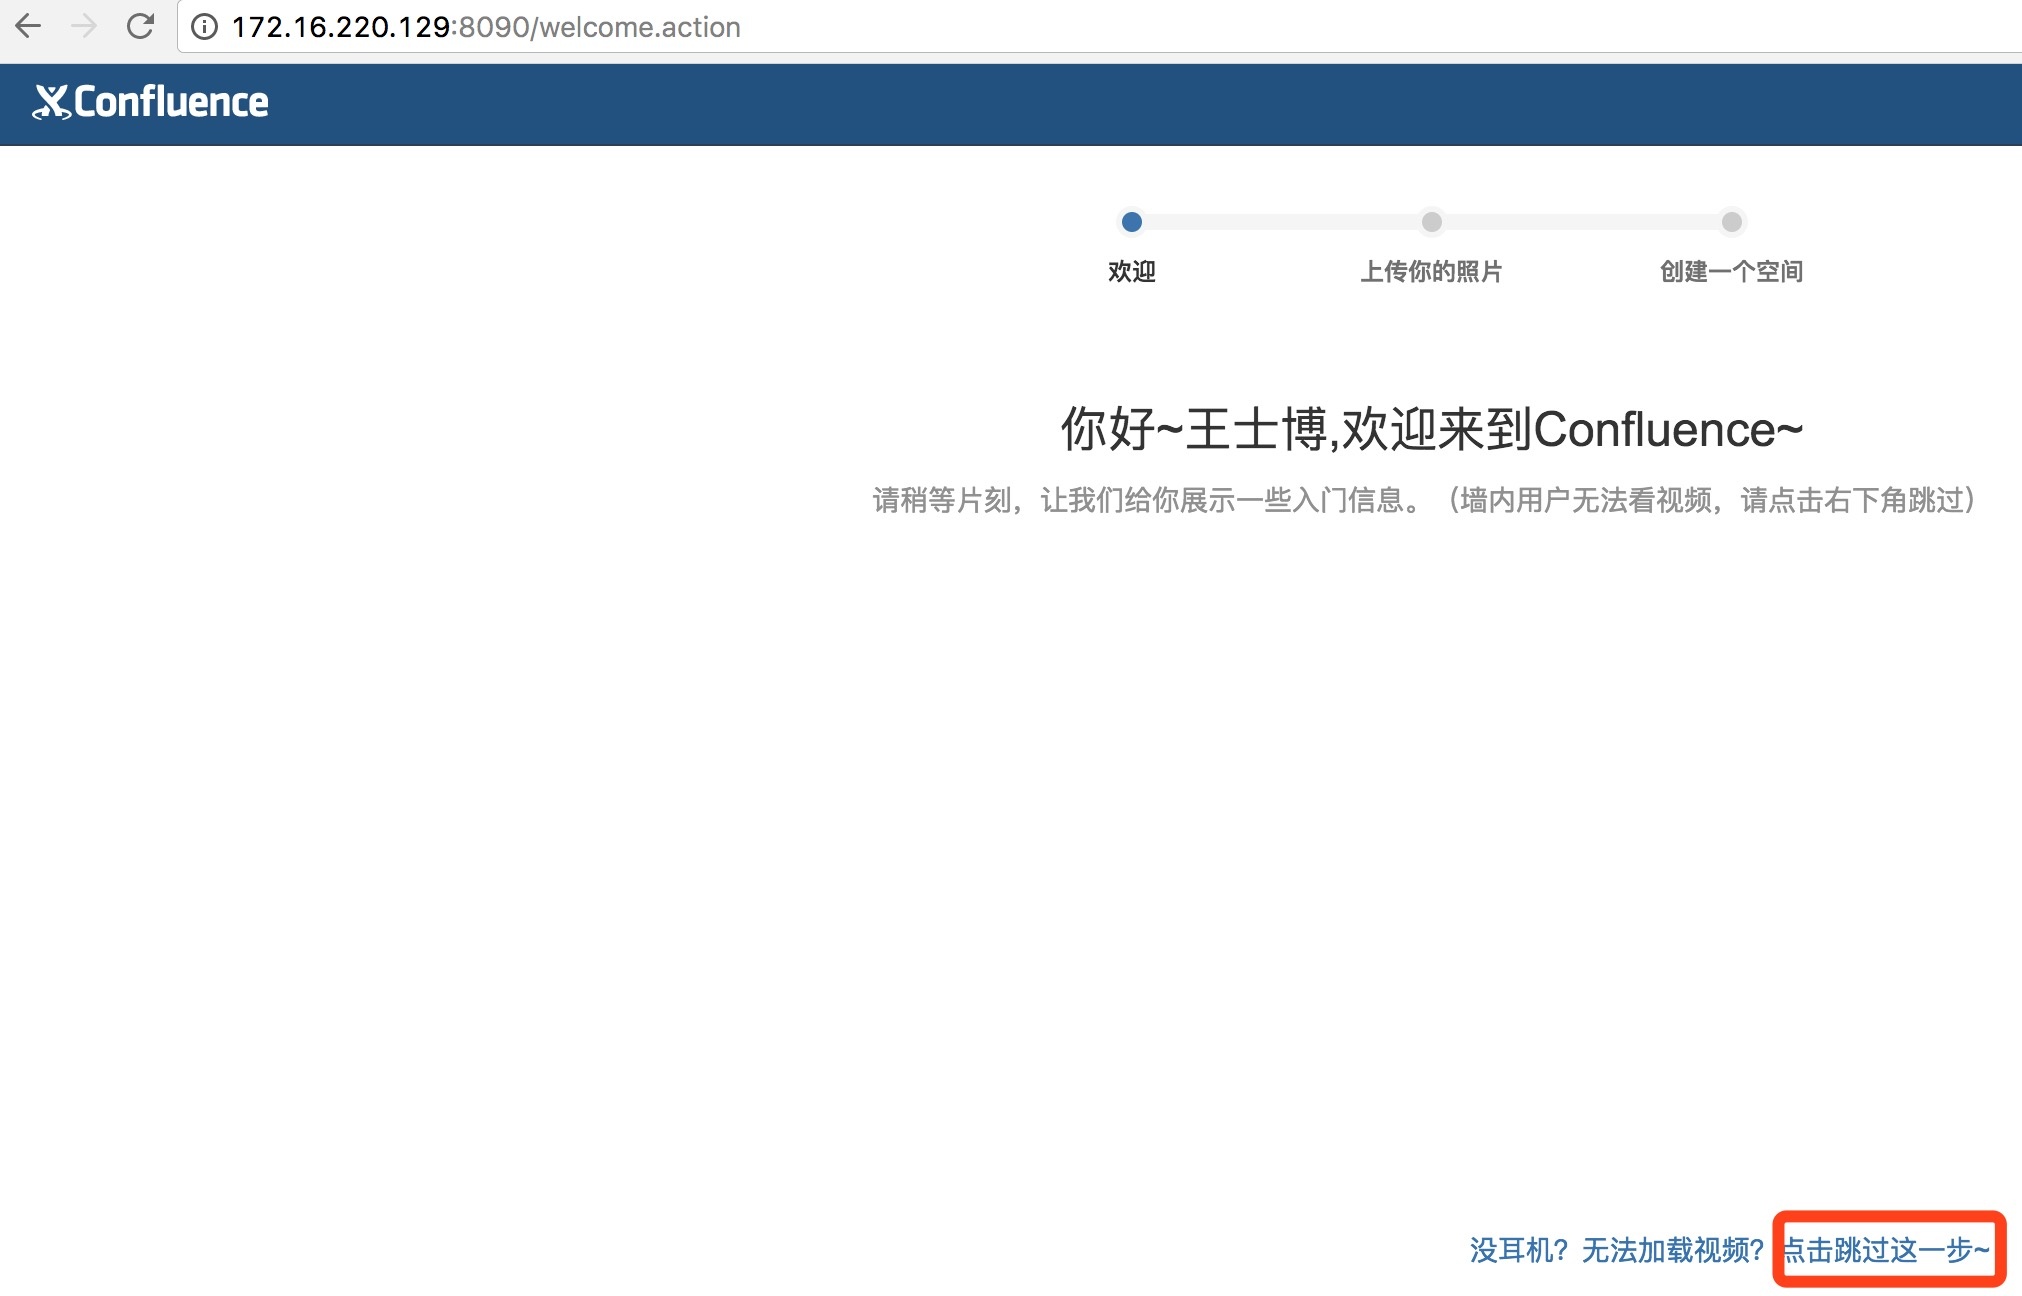 172.16.220.129:8090/welcome.action
Confluence
欢迎
上传你的照片
创建一个空间
你好~王士博,欢迎来到Confluence~
请稍等片刻，让我们给你展示一些入门信息。（墙内用户无法看视频，请点击右下角跳过）
没耳机？无法加载视频？点击跳过这一步~